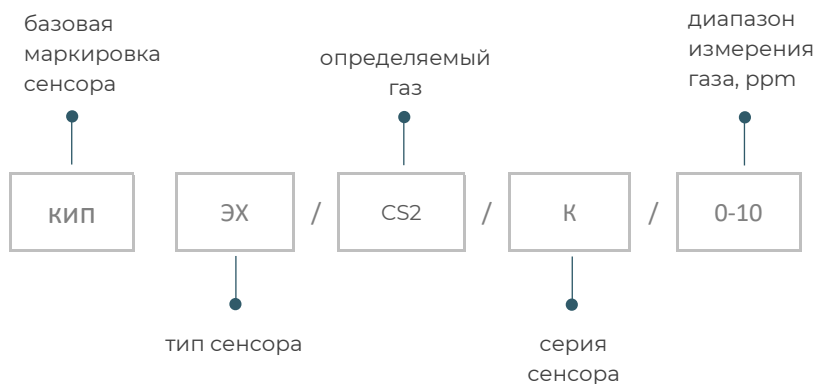 базовая
маркировка
сенсора
определяемый
газ
диапазон
измерения
газа, ppm
КИП ЭХ / CS2 / К / 0-10
тип сенсора
серия
сенсора